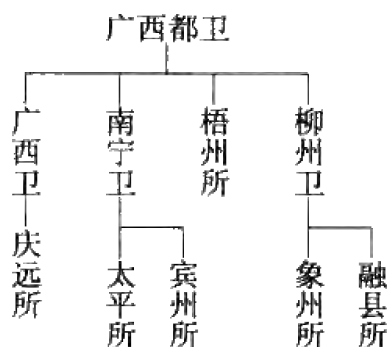 广西都卫
广西卫
南宁卫
梧州所
柳州卫
庆远所
太平所
宾州所
象州所
融县所